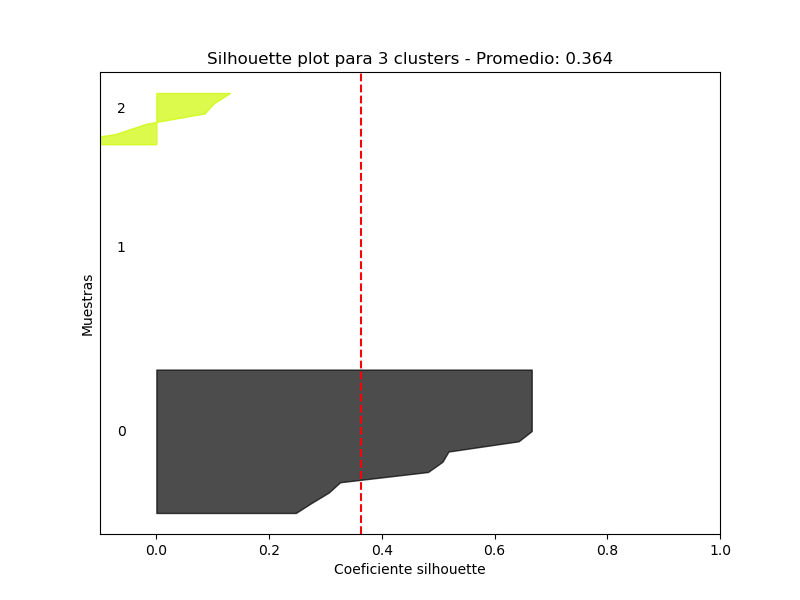 Silhouette plot para 3 clusters - Promedio: 0.364
2
1
0
Muestras
0.0 0.2 0.4 0.6 0.8 1.0
Coeficiente silhouette